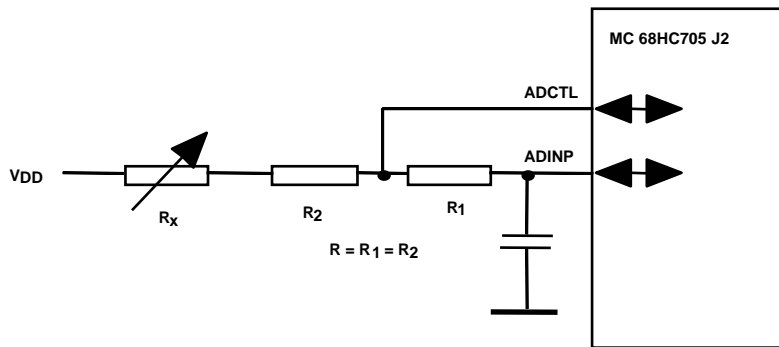 MC 68HC705 J2
ADCTL
ADINP
VDD
Rx
R2
R1
R = R1 = R2